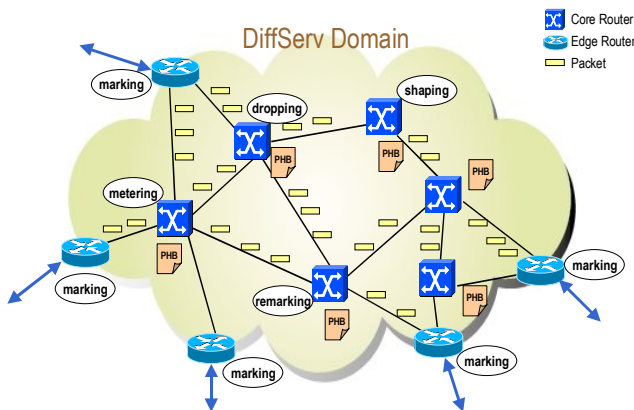 DiffServ Domain
Core Router
Edge Router
Packet
marking
dropping
shaping
PHB
PHB
PHB
metering
PHB
marking
remarking
PHB
PHB
marking
marking
marking